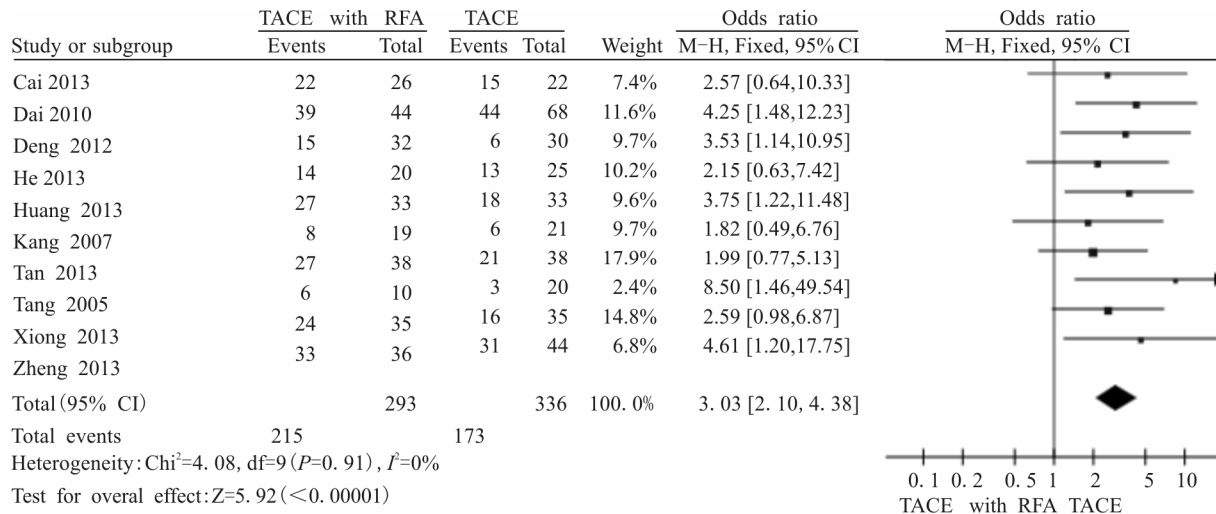 TACE with RFA TACE Odds ratio Odds ratio
Study or subgroup Events Total Events Total Weight M-H, Fixed, 95%CI M-H, Fixed, 95% CI
Cai 2013 22 26 15 22 7.4% 2.57 [0.64,10.33]
Dai 2010 39 44 44 68 11.6% 4.25 [1.48,12.23]
Deng 2012 15 32 6 30 9.7% 3.53 [1.14,10.95]
He 2013 14 20 13 25 10.2% 2.15 [0.63,7.42]
Huang 2013 27 33 18 33 9.6% 3.75 [1.22,11.48]
Kang 2007 8 19 6 21 9.7% 1.82 [0.49,6.76]
Tan 2013 27 38 21 38 17.9% 1.99 [0.77,5.13]
Tang 2005 6 10 3 20 2.4% 8.50 [1.46,49.54]
Xiong 2013 24 35 16 35 14.8% 2.59 [0.98,6.87]
Zheng 2013 33 36 31 44 6.8% 4.61 [1.20,17.75]
Total(95% CI) 293 336 100.0% 3.03 [2.10, 4.38]
Total events 215 173
Heterogeneity:Chi²=4.08, df=9(P=0.91), I²=0%
Test for overal effect:Z=5.92(<0.00001)
0.1 0.2 0.5 1 2 5 10
TACE with RFA TACE